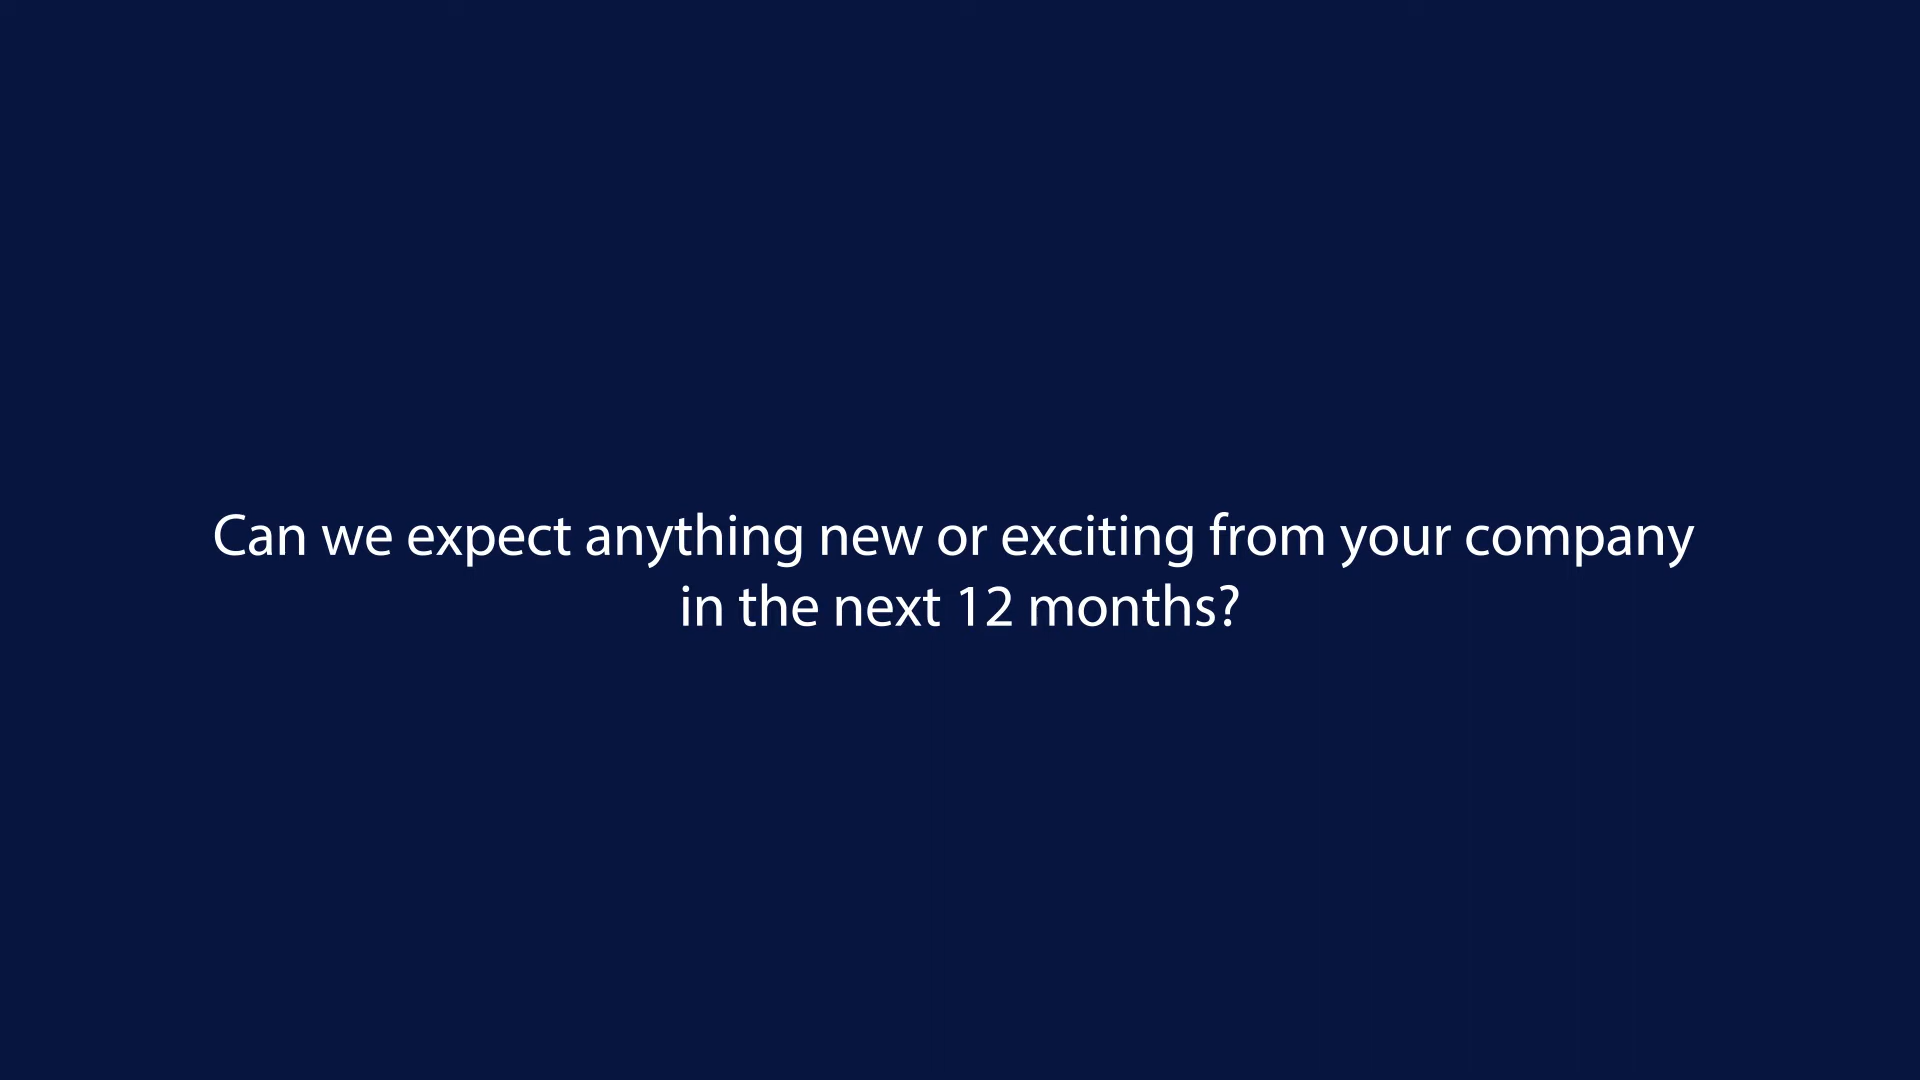 Can we expect anything new or exciting from your company
in the next 12 months?